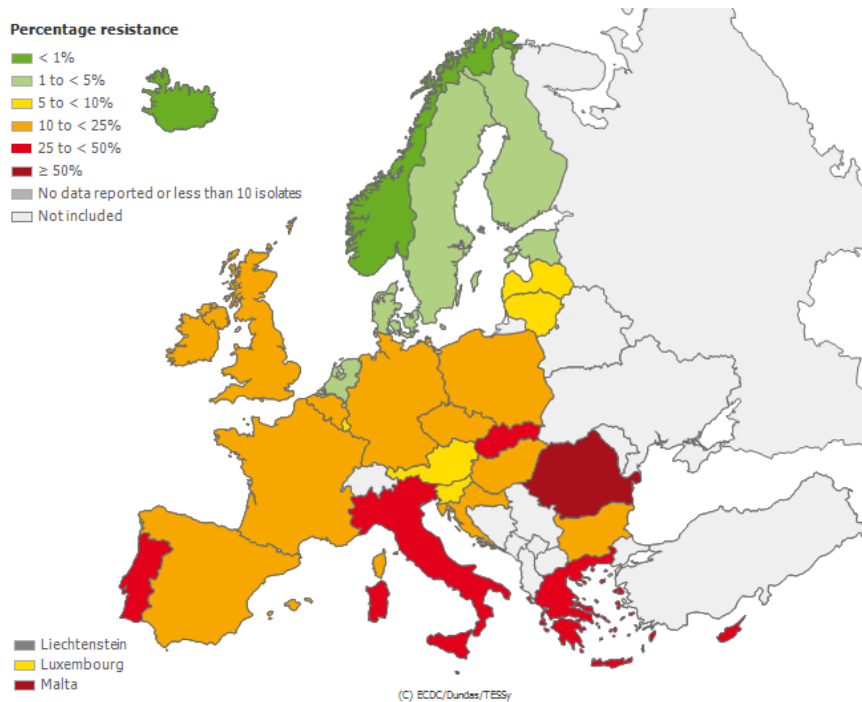 Percentage resistance
< 1%
1 to < 5%
5 to < 10%
10 to < 25%
25 to < 50%
≥ 50%
No data reported or less than 10 isolates
Not included
Liechtenstein
Luxembourg
Malta
(C) ECDC/Dundas/TESSy